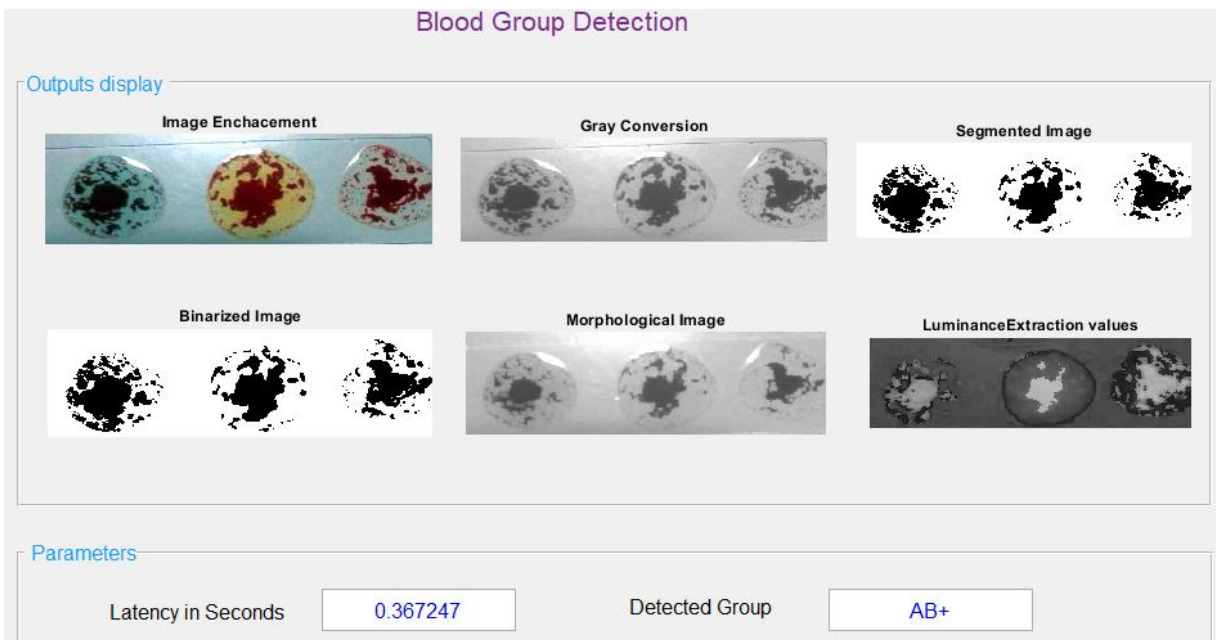 Blood Group Detection
Outputs display
Image Enchacement
Gray Conversion
Segmented Image
Binarized Image
Morphological Image
LuminanceExtraction values
Parameters
Latency in Seconds 0.367247 Detected Group AB+